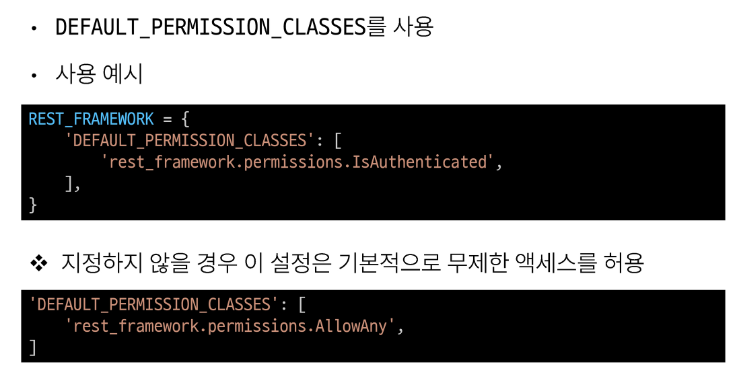 • DEFAULT_PERMISSION_CLASSES를 사용
• 사용 예시
REST_FRAMEWORK = {
    'DEFAULT_PERMISSION_CLASSES': [
        'rest_framework.permissions.IsAuthenticated',
    ],
}
❖ 지정하지 않을 경우 이 설정은 기본적으로 무제한 액세스를 허용
'DEFAULT_PERMISSION_CLASSES': [
    'rest_framework.permissions.AllowAny',
]